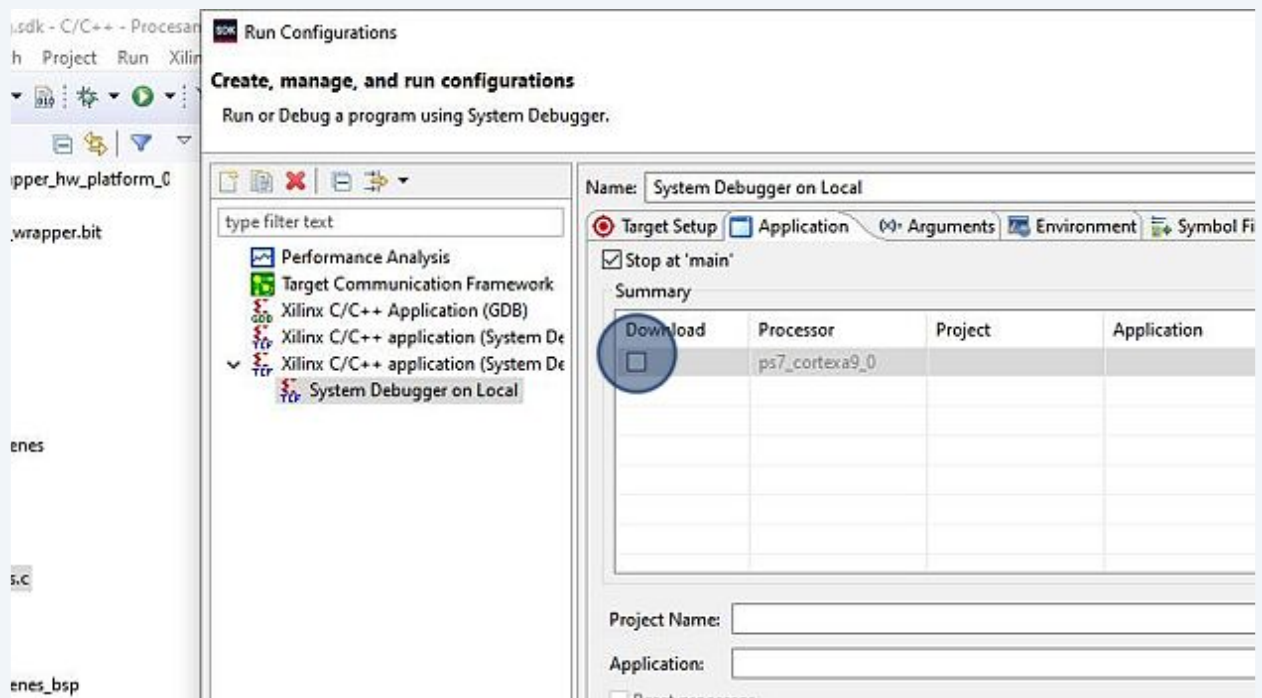 .sdk - C/C++ - Procesan
h Project Run Xilin
pper_hw_platform_0
_wrapper.bit
enes
s.c
enes_bsp
SDK Run Configurations
Create, manage, and run configurations
Run or Debug a program using System Debugger.
type filter text
Performance Analysis
Target Communication Framework
Xilinx C/C++ Application (GDB)
Xilinx C/C++ application (System De
Xilinx C/C++ application (System De
System Debugger on Local
Name: System Debugger on Local
Target Setup Application (x)= Arguments Environment Symbol Fi
Stop at 'main'
Summary
Download Processor Project Application
ps7_cortexa9_0
Project Name:
Application: